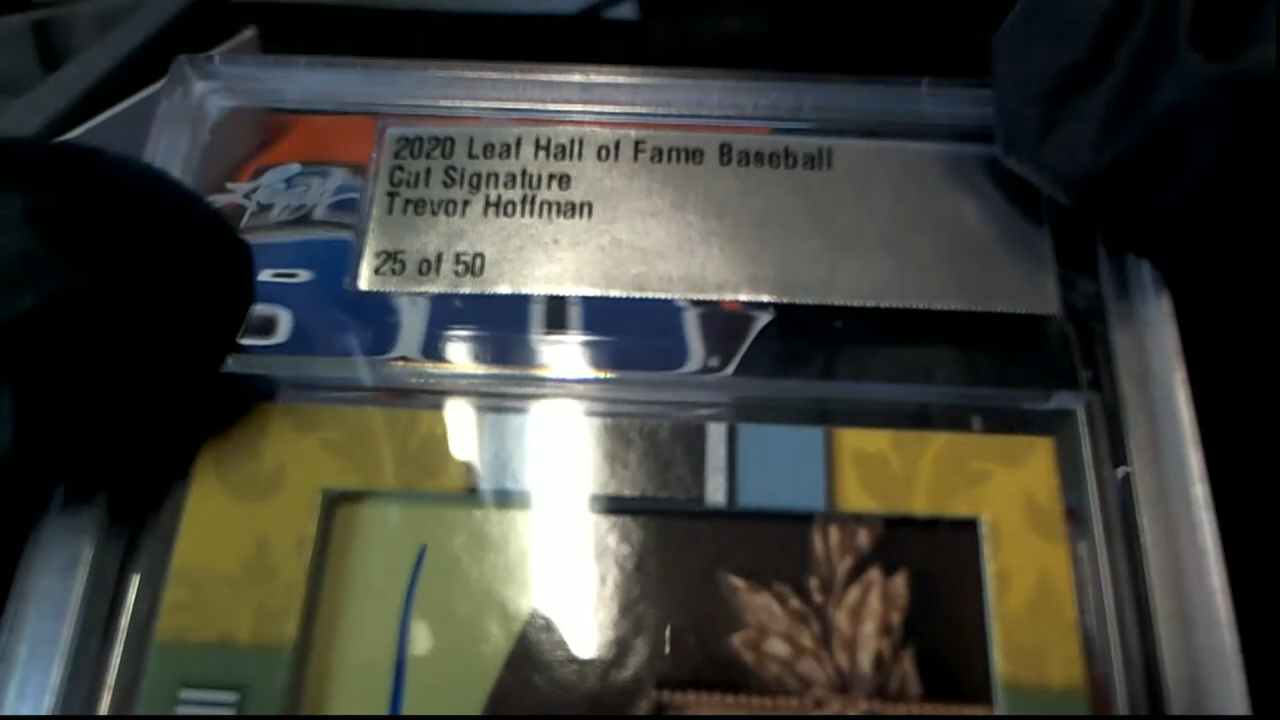 2020 Leaf Hall of Fame Baseball
Cut Signature
Trevor Hoffman
25 of 50